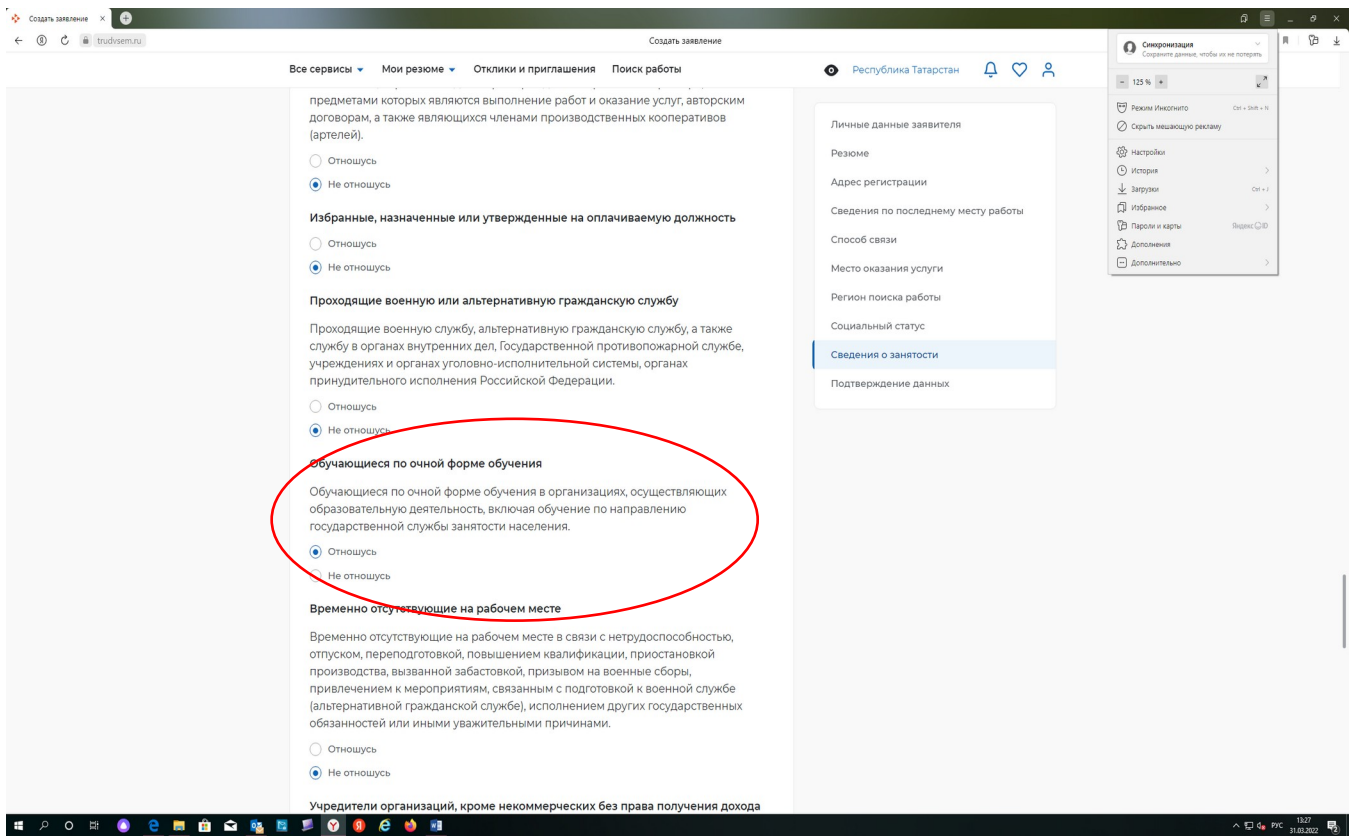 Создать заявление
trudvsem.ru
Создать заявление
Все сервисы Мои резюме Отклики и приглашения Поиск работы Республика Татарстан
предметами которых являются выполнение работ и оказание услуг, авторским
договорам, а также являющихся членами производственных кооперативов
(артелей).
Отношусь
Не отношусь
Избранные, назначенные или утвержденные на оплачиваемую должность
Отношусь
Не отношусь
Проходящие военную или альтернативную гражданскую службу
Проходящие военную службу, альтернативную гражданскую службу, а также
службу в органах внутренних дел, Государственной противопожарной службе,
учреждениях и органах уголовно-исполнительной системы, органах
принудительного исполнения Российской Федерации.
Отношусь
Не отношусь
Обучающиеся по очной форме обучения
Обучающиеся по очной форме обучения в организациях, осуществляющих
образовательную деятельность, включая обучение по направлению
государственной службы занятости населения.
Отношусь
Не отношусь
Временно отсутствующие на рабочем месте
Временно отсутствующие на рабочем месте в связи с нетрудоспособностью,
отпуском, переподготовкой, повышением квалификации, приостановкой
производства, вызванной забастовкой, призывом на военные сборы,
привлечением к мероприятиям, связанным с подготовкой к военной службе
(альтернативной гражданской службе), исполнением других государственных
обязанностей или иными уважительными причинами.
Отношусь
Не отношусь
Учредители организаций, кроме некоммерческих без права получения дохода
Личные данные заявителя
Резюме
Адрес регистрации
Сведения по последнему месту работы
Способ связи
Место оказания услуги
Регион поиска работы
Социальный статус
Сведения о занятости
Подтверждение данных
Синхронизация
Сохраните данные, чтобы их не потерять
– 125 % +
Режим Инкогнито Ctrl + Shift + N
Скрыть мешающую рекламу
Настройки
История
Загрузки Ctrl + J
Избранное
Пароли и карты Яндекс ID
Дополнения
Дополнительно
РУС
13:27
31.03.2022